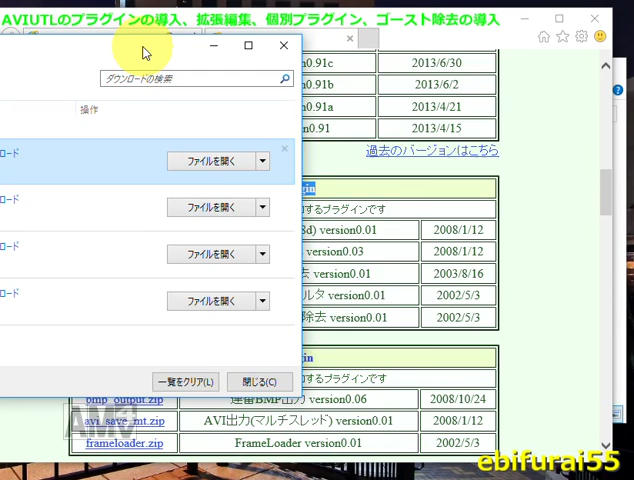 AVIUTLのプラグインの導入、拡張編集、個別プラグイン、ゴースト除去の導入
ダウンロードの検索
操作
ロード
ファイルを開く
ロード
ファイルを開く
ロード
ファイルを開く
ロード
ファイルを開く
一覧をクリア(L)
閉じる(C)
n0.91c 2013/6/30
n0.91b 2013/6/2
n0.91a 2013/4/21
n0.91 2013/4/15
過去のバージョンはこちら
gin
加するプラグインです
8d) version0.01 2008/1/12
version0.03 2008/1/12
去 version0.01 2003/8/16
ルタ version0.01 2002/5/3
除去 version0.01 2002/5/3
gin
加するプラグインです
bmp_output.zip 連番BMP出力 version0.06 2008/10/24
avi_save_mt.zip AVI出力(マルチスレッド) version0.01 2008/1/12
frameloader.zip FrameLoader version0.01 2002/5/3
ebifurai55